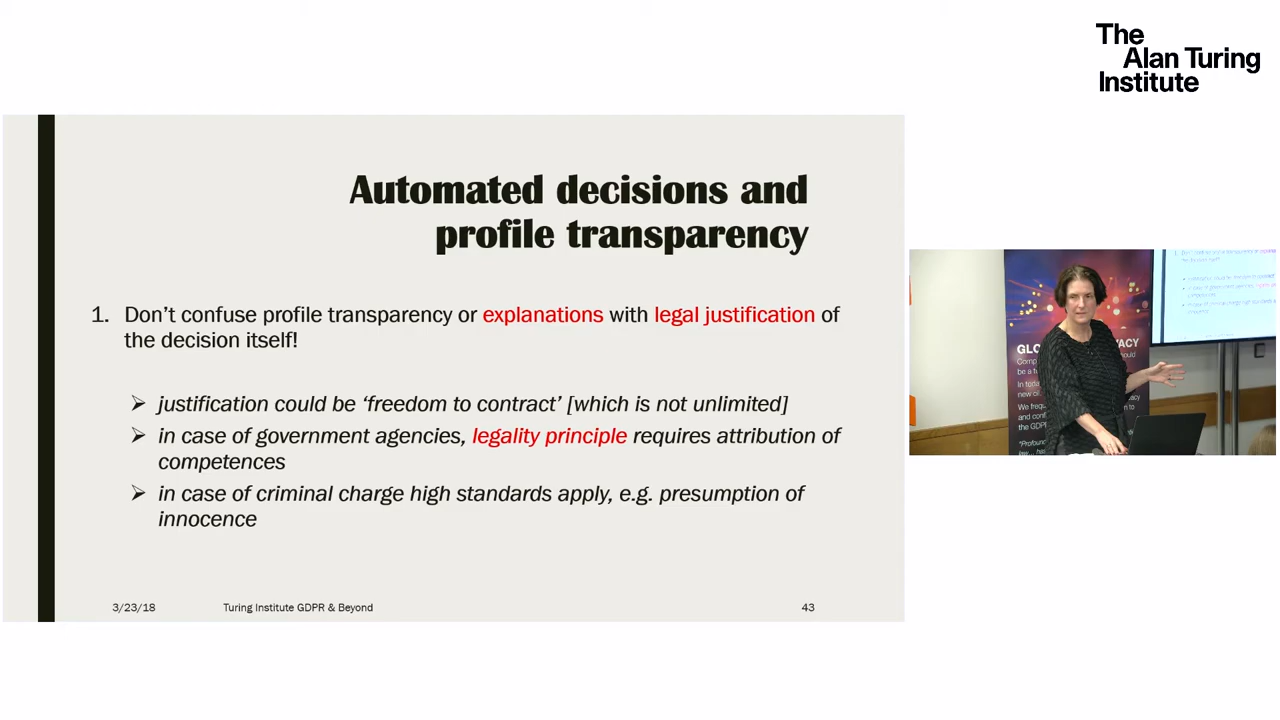 The
Alan Turing
Institute
Automated decisions and
profile transparency
1. Don't confuse profile transparency or explanations with legal justification of
the decision itself!
➢ justification could be 'freedom to contract' [which is not unlimited]
➢ in case of government agencies, legality principle requires attribution of
competences
➢ in case of criminal charge high standards apply, e.g. presumption of
innocence
3/23/18 Turing Institute GDPR & Beyond 43